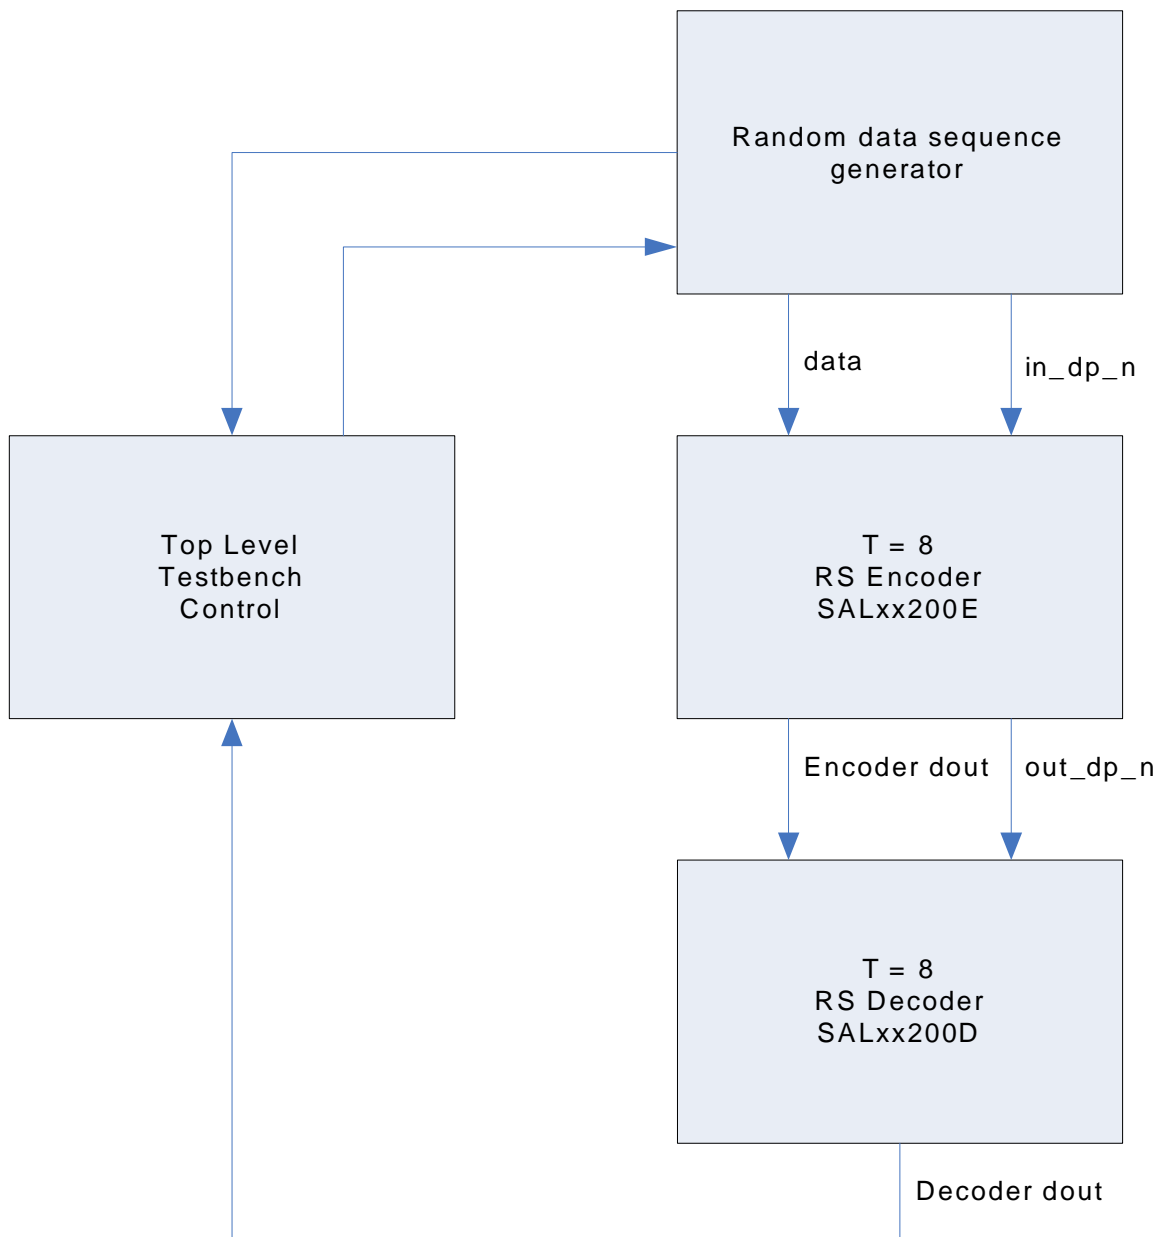 Random data sequence
generator
data
in_dp_n
Top Level
Testbench
Control
T = 8
RS Encoder
SALxx200E
Encoder dout
out_dp_n
T = 8
RS Decoder
SALxx200D
Decoder dout